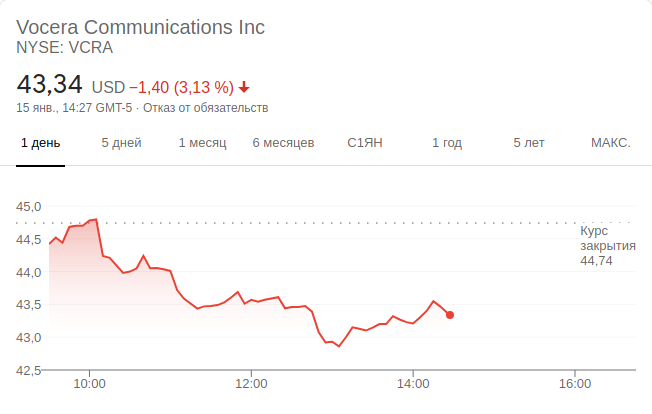 Vocera Communications Inc
NYSE: VCRA
43,34 USD −1,40 (3,13 %)
15 янв., 14:27 GMT-5 · Отказ от обязательств
1 день 5 дней 1 месяц 6 месяцев С1ЯН 1 год 5 лет МАКС.
45,0
Курс
закрытия
44,74
44,5
44,0
43,5
43,0
42,5
10:00 12:00 14:00 16:00